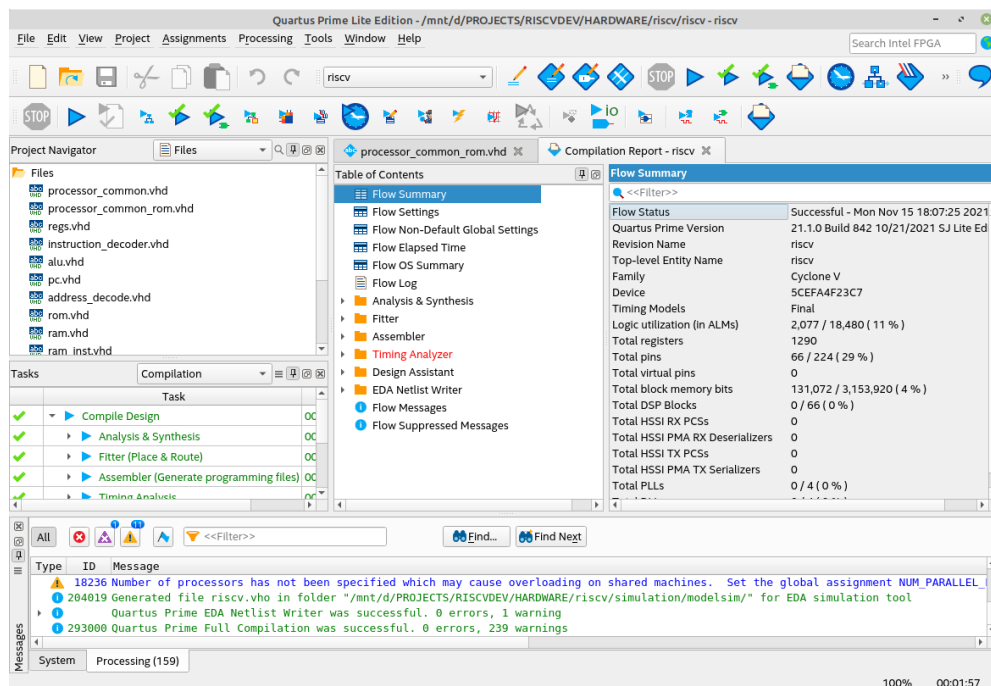 Quartus Prime Lite Edition - /mnt/d/PROJECTS/RISCVDEV/HARDWARE/riscv/riscv - riscv
File Edit View Project Assignments Processing Tools Window Help
Search Intel FPGA
riscv
»
STOP
STOP
io
Project Navigator
Files
processor_common_rom.vhd
Compilation Report - riscv
Files
processor_common.vhd
processor_common_rom.vhd
regs.vhd
instruction_decoder.vhd
alu.vhd
pc.vhd
address_decode.vhd
rom.vhd
ram.vhd
ram_inst.vhd
Tasks
Compilation
Task
Compile Design
Analysis & Synthesis
Fitter (Place & Route)
Assembler (Generate programming files)
Timing Analysis
Table of Contents
Flow Summary
Flow Settings
Flow Non-Default Global Settings
Flow Elapsed Time
Flow OS Summary
Flow Log
Analysis & Synthesis
Fitter
Assembler
Timing Analyzer
Design Assistant
EDA Netlist Writer
Flow Messages
Flow Suppressed Messages
Flow Summary
<<Filter>>
Flow Status Successful - Mon Nov 15 18:07:25 2021
Quartus Prime Version 21.1.0 Build 842 10/21/2021 SJ Lite Ed
Revision Name riscv
Top-level Entity Name riscv
Family Cyclone V
Device 5CEFA4F23C7
Timing Models Final
Logic utilization (in ALMs) 2,077 / 18,480 ( 11 % )
Total registers 1290
Total pins 66 / 224 ( 29 % )
Total virtual pins 0
Total block memory bits 131,072 / 3,153,920 ( 4 % )
Total DSP Blocks 0 / 66 ( 0 % )
Total HSSI RX PCSs 0
Total HSSI PMA RX Deserializers 0
Total HSSI TX PCSs 0
Total HSSI PMA TX Serializers 0
Total PLLs 0 / 4 ( 0 % )
All 1 11 <<Filter>> Find... Find Next
Type ID Message
18236 Number of processors has not been specified which may cause overloading on shared machines. Set the global assignment NUM_PARALLEL_
204019 Generated file riscv.vho in folder "/mnt/d/PROJECTS/RISCVDEV/HARDWARE/riscv/simulation/modelsim/" for EDA simulation tool
Quartus Prime EDA Netlist Writer was successful. 0 errors, 1 warning
293000 Quartus Prime Full Compilation was successful. 0 errors, 239 warnings
Messages
System Processing (159)
100% 00:01:57